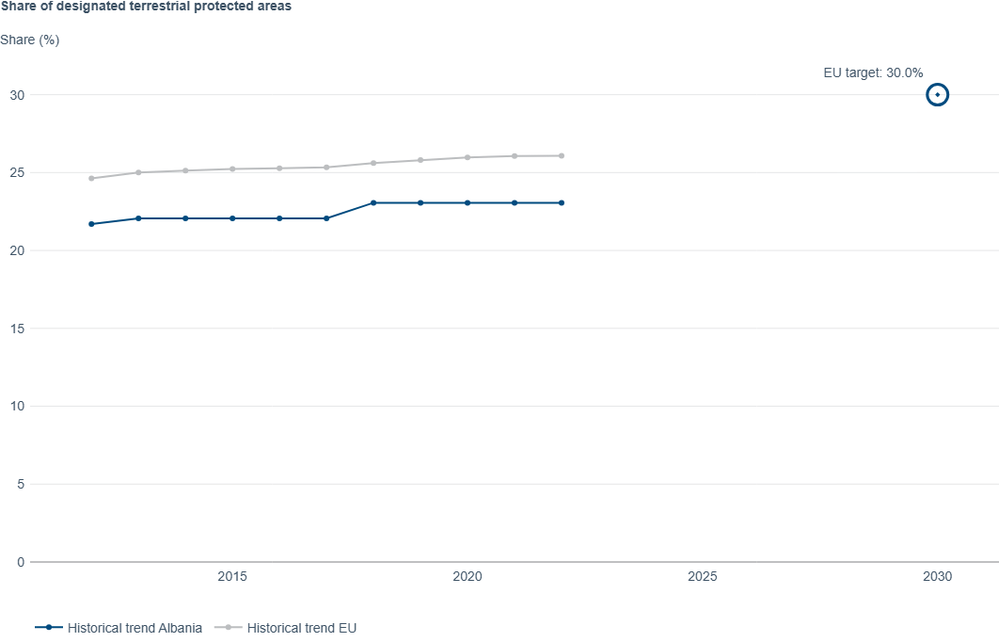 Share of designated terrestrial protected areas
Share (%)
EU target: 30.0%
30
25
20
15
10
5
0
2015 2020 2025 2030
Historical trend Albania Historical trend EU